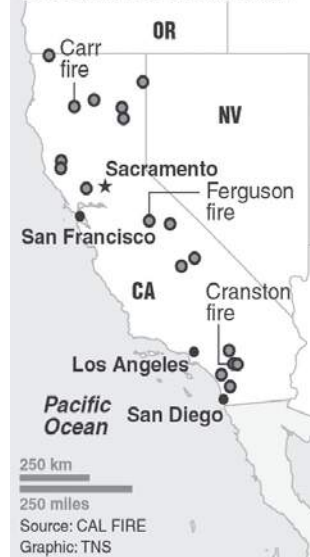 OR
Carr
fire
NV
Sacramento
Ferguson
fire
San Francisco
CA
Cranston
fire
Los Angeles
Pacific
Ocean
San Diego
250 km
250 miles
Source: CAL FIRE
Graphic: TNS